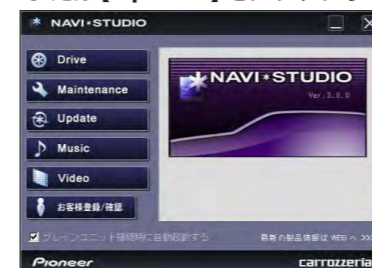 NAVI*STUDIO
Drive
Maintenance
Update
Music
Video
お客様登録/確認
NAVI*STUDIO
Ver.3.0.0
ブレインユニット接続時に自動起動する
最新の製品情報は WEB へ >>>
Pioneer
carrozzeria